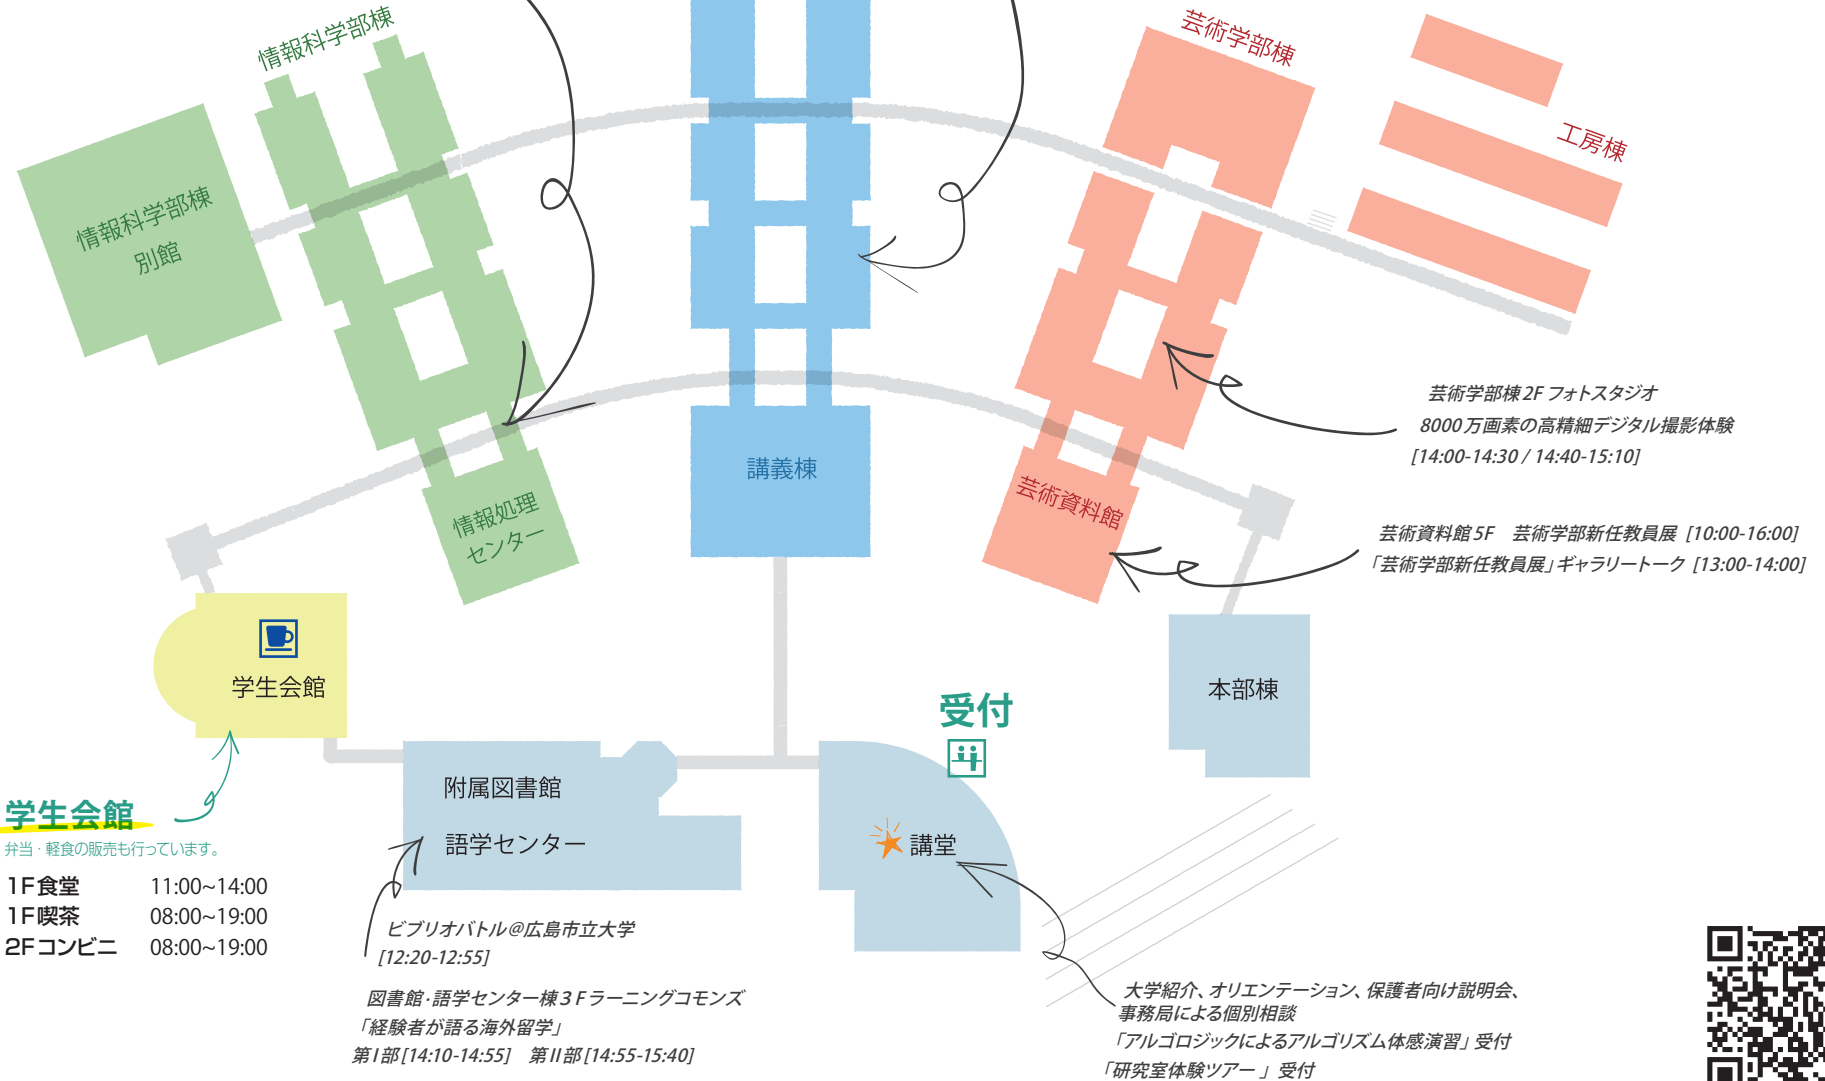 情報科学部棟
芸術学部棟
工房棟
情報科学部棟
別館
芸術学部棟2F フォトスタジオ
8000万画素の高精細デジタル撮影体験
[14:00-14:30 / 14:40-15:10]
講義棟
芸術資料館
情報処理
センター
芸術資料館5F　芸術学部新任教員展 [10:00-16:00]
「芸術学部新任教員展」ギャラリートーク [13:00-14:00]
学生会館
本部棟
受付
附属図書館
語学センター
講堂
学生会館
弁当・軽食の販売も行っています。
1F食堂 11:00~14:00
1F喫茶 08:00~19:00
2Fコンビニ 08:00~19:00
ビブリオバトル@広島市立大学
[12:20-12:55]
図書館・語学センター棟3Fラーニングコモンズ
「経験者が語る海外留学」
第I部[14:10-14:55]　第II部[14:55-15:40]
大学紹介、オリエンテーション、保護者向け説明会、
事務局による個別相談
「アルゴロジックによるアルゴリズム体感演習」受付
「研究室体験ツアー」受付